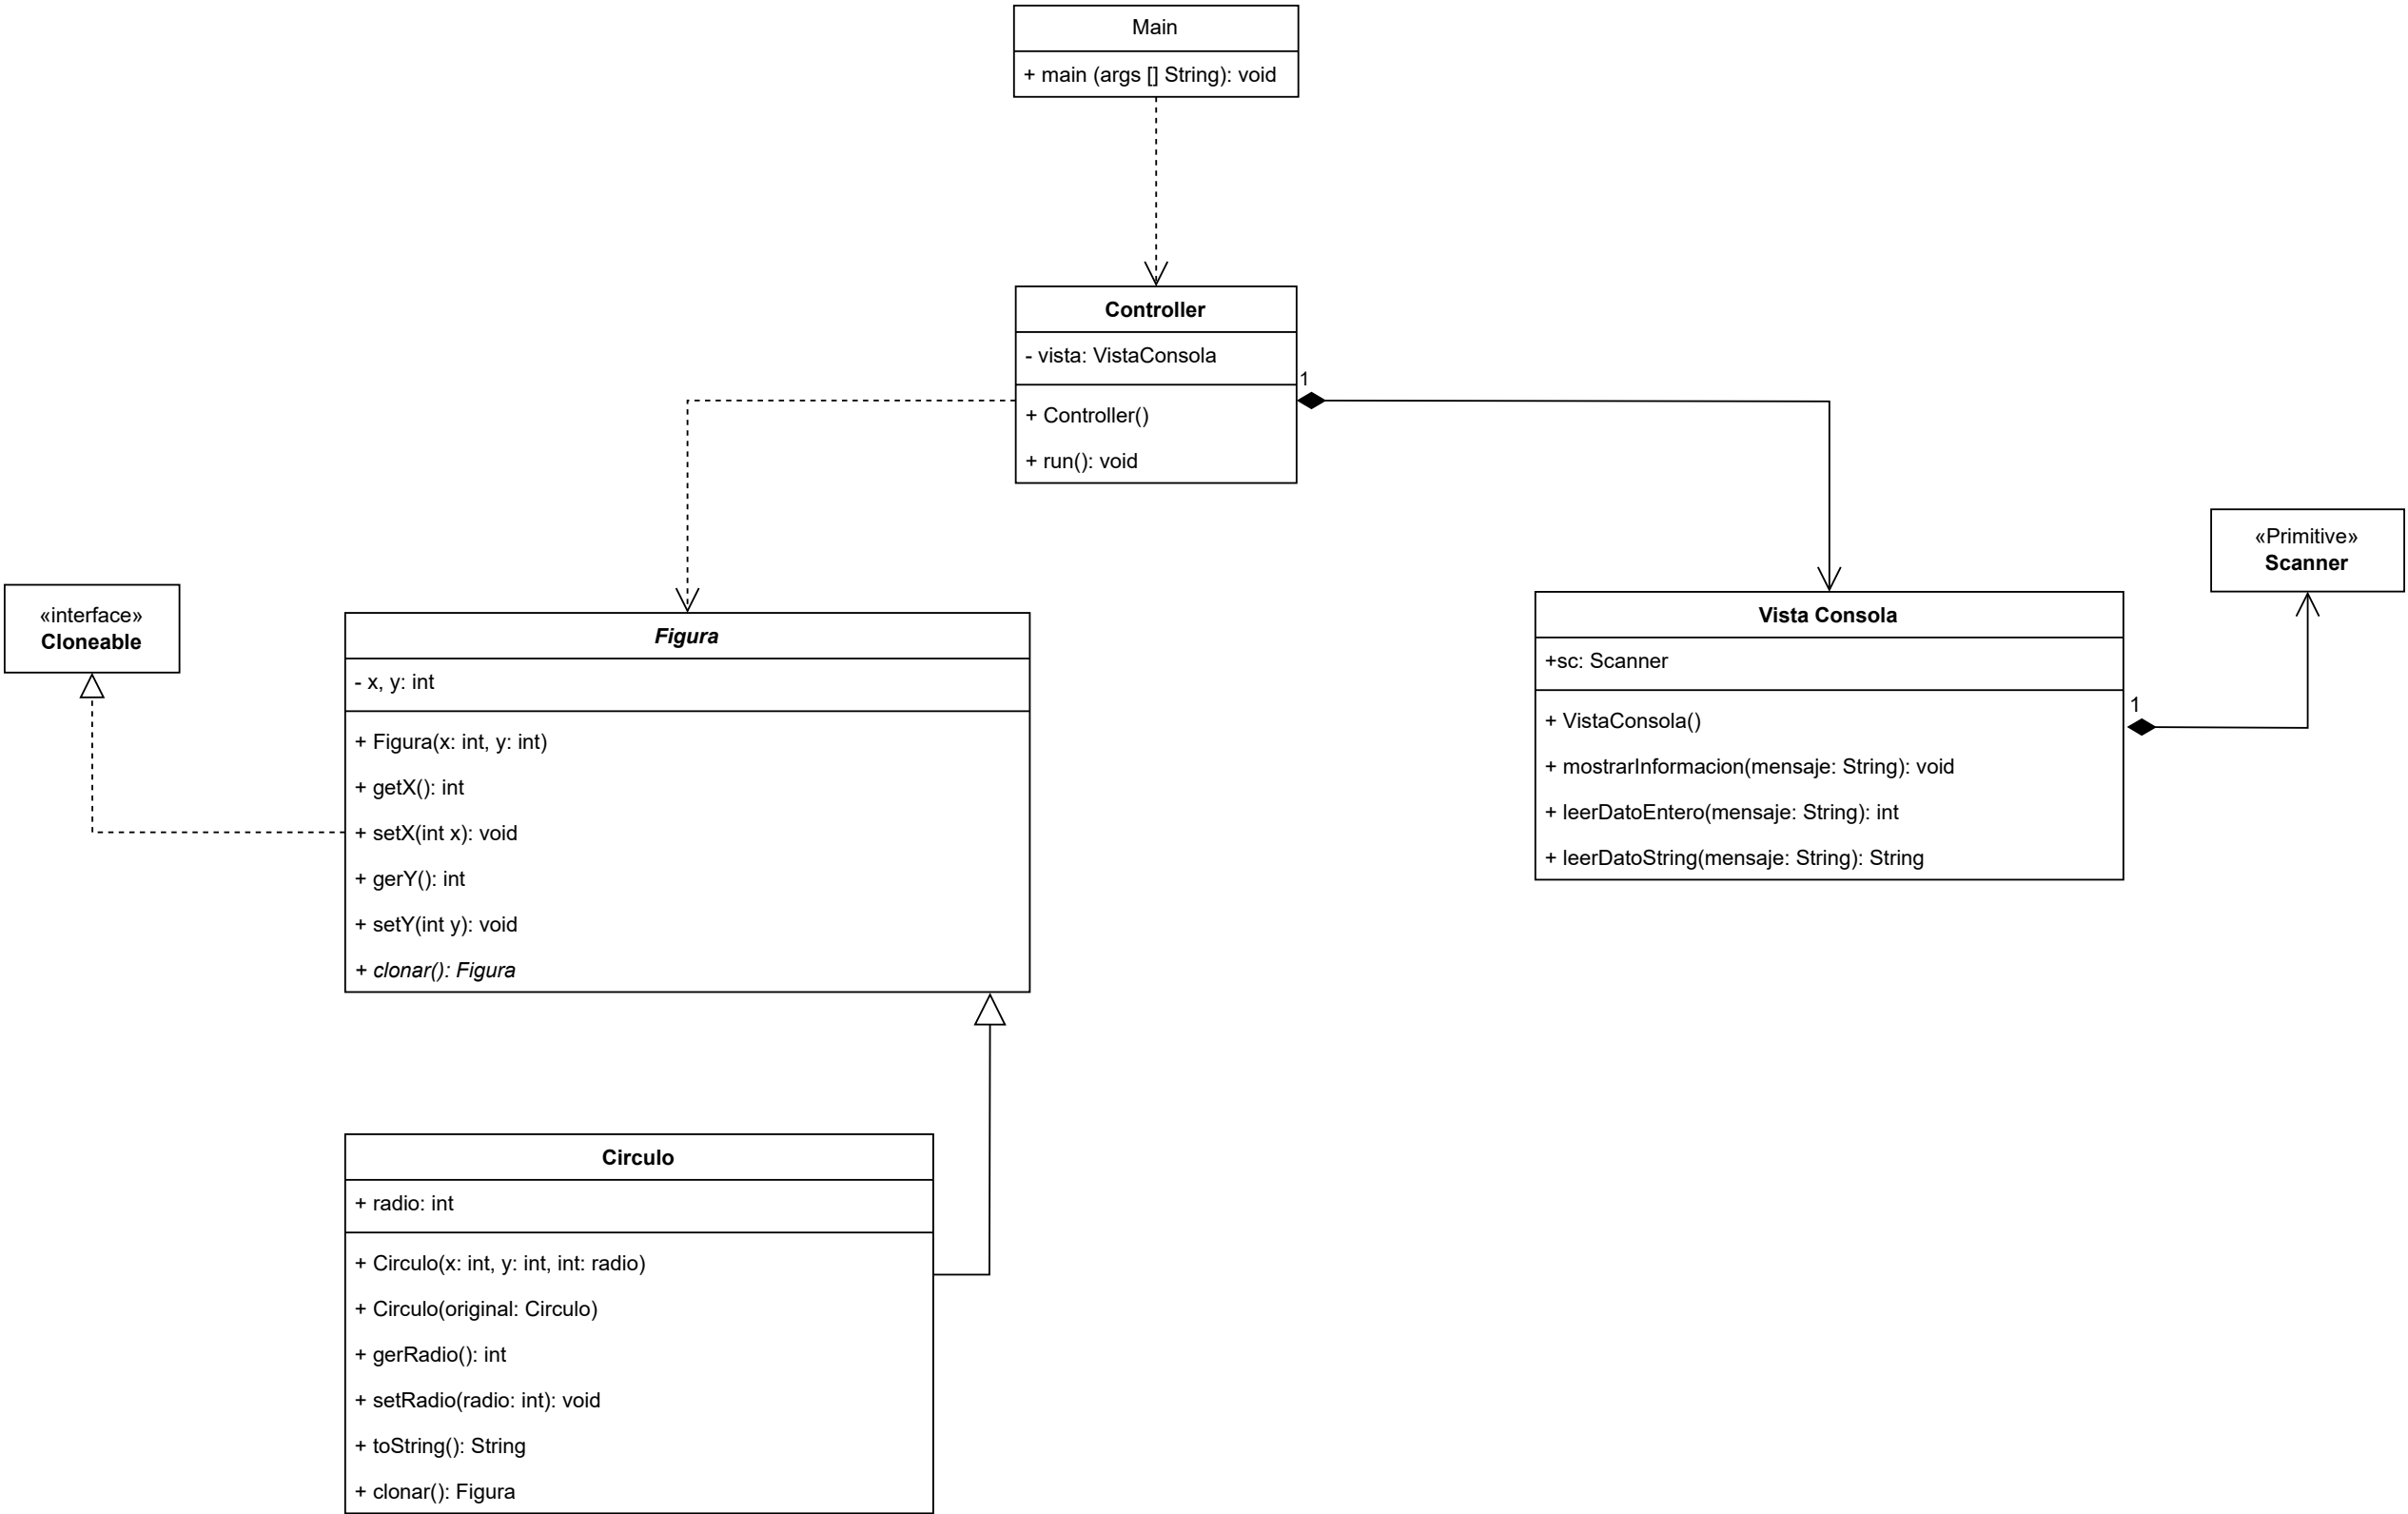 Main
+ main (args [] String): void
Controller
- vista: VistaConsola
1
+ Controller()
+ run(): void
«Primitive»
Scanner
«interface»
Cloneable
Figura
- x, y: int
+ Figura(x: int, y: int)
+ getX(): int
+ setX(int x): void
+ gerY(): int
+ setY(int y): void
+ clonar(): Figura
Vista Consola
+sc: Scanner
1
+ VistaConsola()
+ mostrarInformacion(mensaje: String): void
+ leerDatoEntero(mensaje: String): int
+ leerDatoString(mensaje: String): String
Circulo
+ radio: int
+ Circulo(x: int, y: int, int: radio)
+ Circulo(original: Circulo)
+ gerRadio(): int
+ setRadio(radio: int): void
+ toString(): String
+ clonar(): Figura